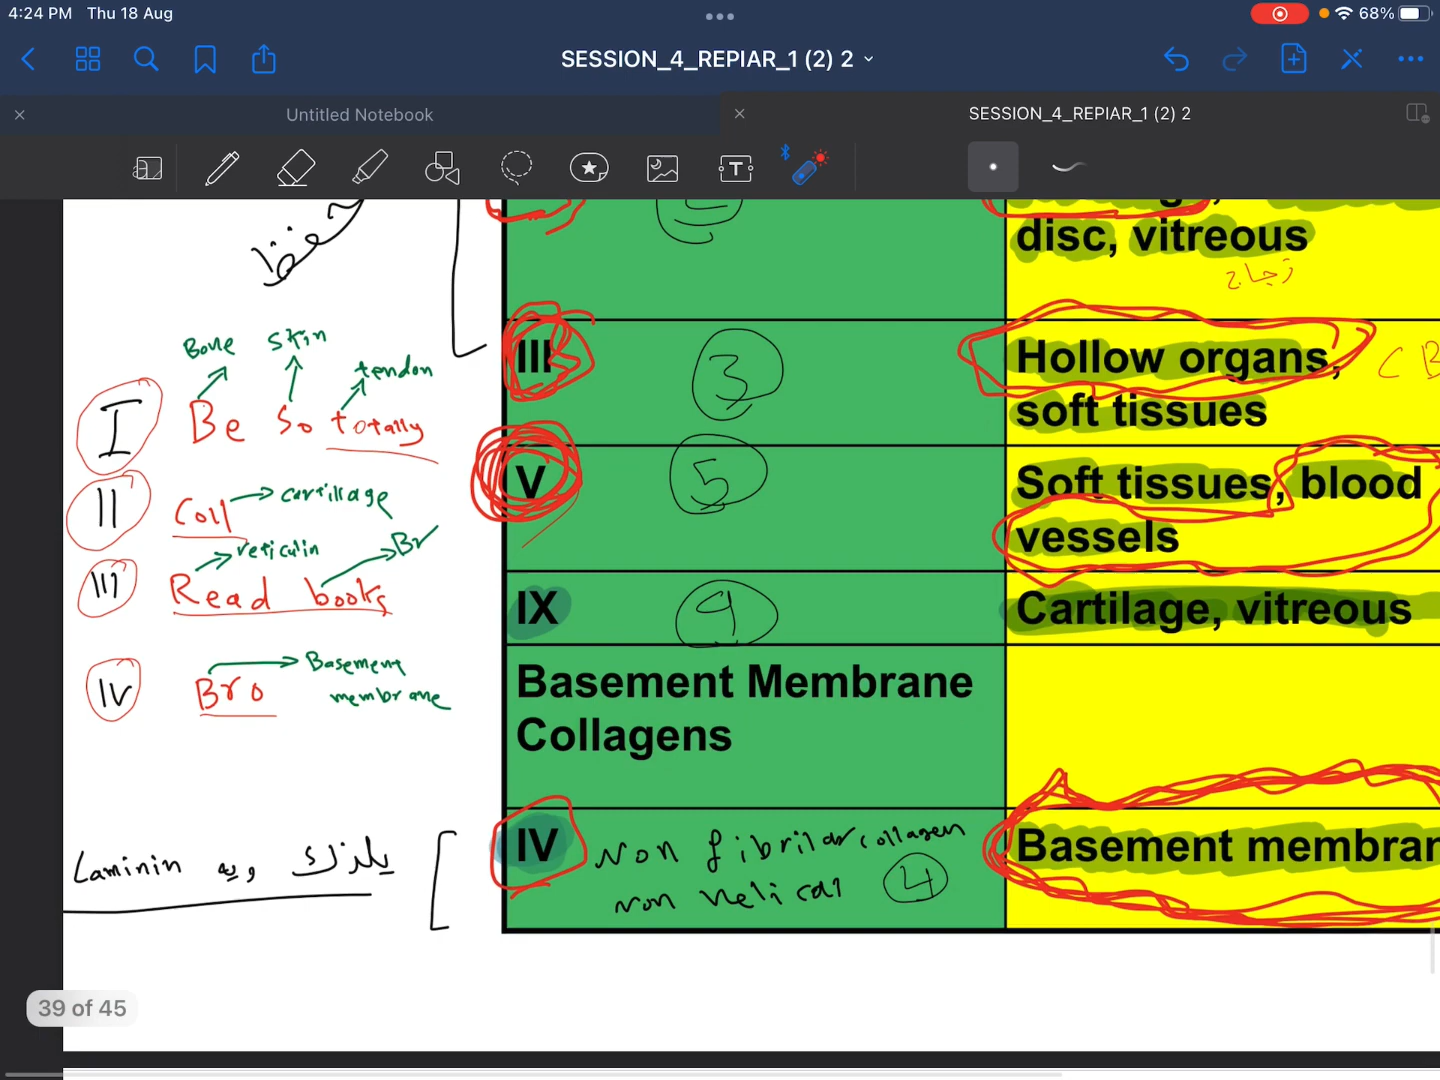 4:24 PM Thu 18 Aug
68%
SESSION_4_REPIAR_1 (2) 2
Untitled Notebook
SESSION_4_REPIAR_1 (2) 2
disc, vitreous
زجاج
Bone
Skin
tendon
I
Be So totally
II
Coll
cartillage
III
reticulin
Br
Read books
IV
Bro
Basement
membrane
III
3
Hollow organs,
soft tissues
V
5
Soft tissues, blood
vessels
IX
9
Cartilage, vitreous
Basement Membrane
Collagens
IV
Non fibrilar collagen
non helical
4
Basement membran
Laminin
39 of 45